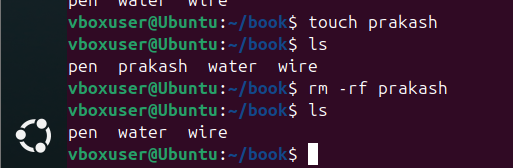 pen  water  wire
vboxuser@Ubuntu:~/book$ touch prakash
vboxuser@Ubuntu:~/book$ ls
pen  prakash  water  wire
vboxuser@Ubuntu:~/book$ rm -rf prakash
vboxuser@Ubuntu:~/book$ ls
pen  water  wire
vboxuser@Ubuntu:~/book$